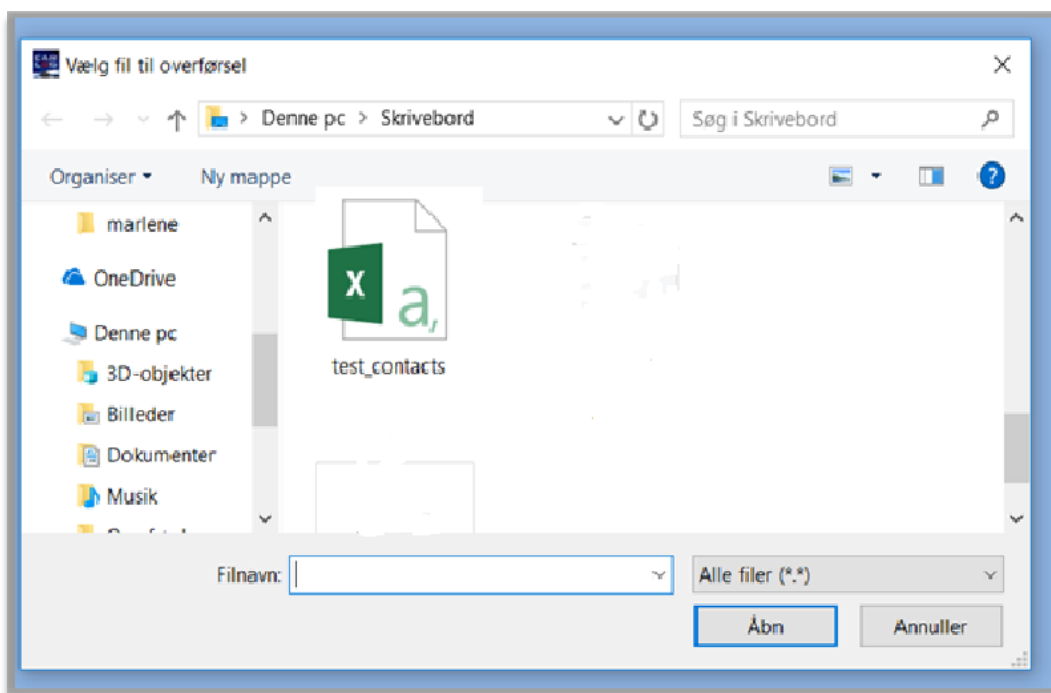 Vælg fil til overførsel
Denne pc > Skrivebord
Søg i Skrivebord
Organiser
Ny mappe
marlene
OneDrive
Denne pc
3D-objekter
Billeder
Dokumenter
Musik
X a,
test_contacts
Filnavn:
Alle filer (*.*)
Åbn
Annuller